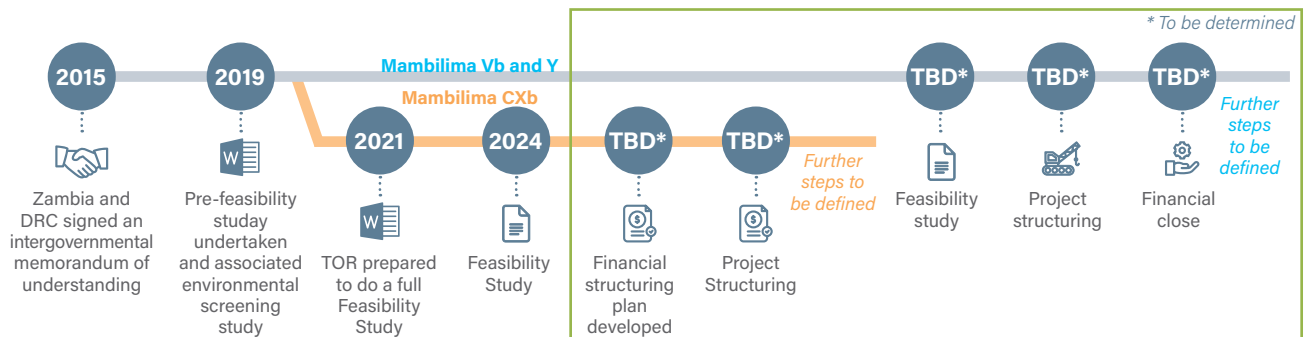 * To be determined
Mambilima Vb and Y
2015
2019
TBD*
TBD*
TBD*
Mambilima CXb
2021
2024
TBD*
TBD*
Further
steps
to be
defined
Further
steps to
be defined
W
Zambia and
DRC signed an
intergovernmental
memorandum of
understanding
Pre-feasibility
studay
undertaken
and associated
environmental
screening
study
W
TOR prepared
to do a full
Feasibility
Study
Feasibility
Study
$
Financial
structuring
plan
developed
$
Project
Structuring
Feasibility
study
Project
structuring
Financial
close